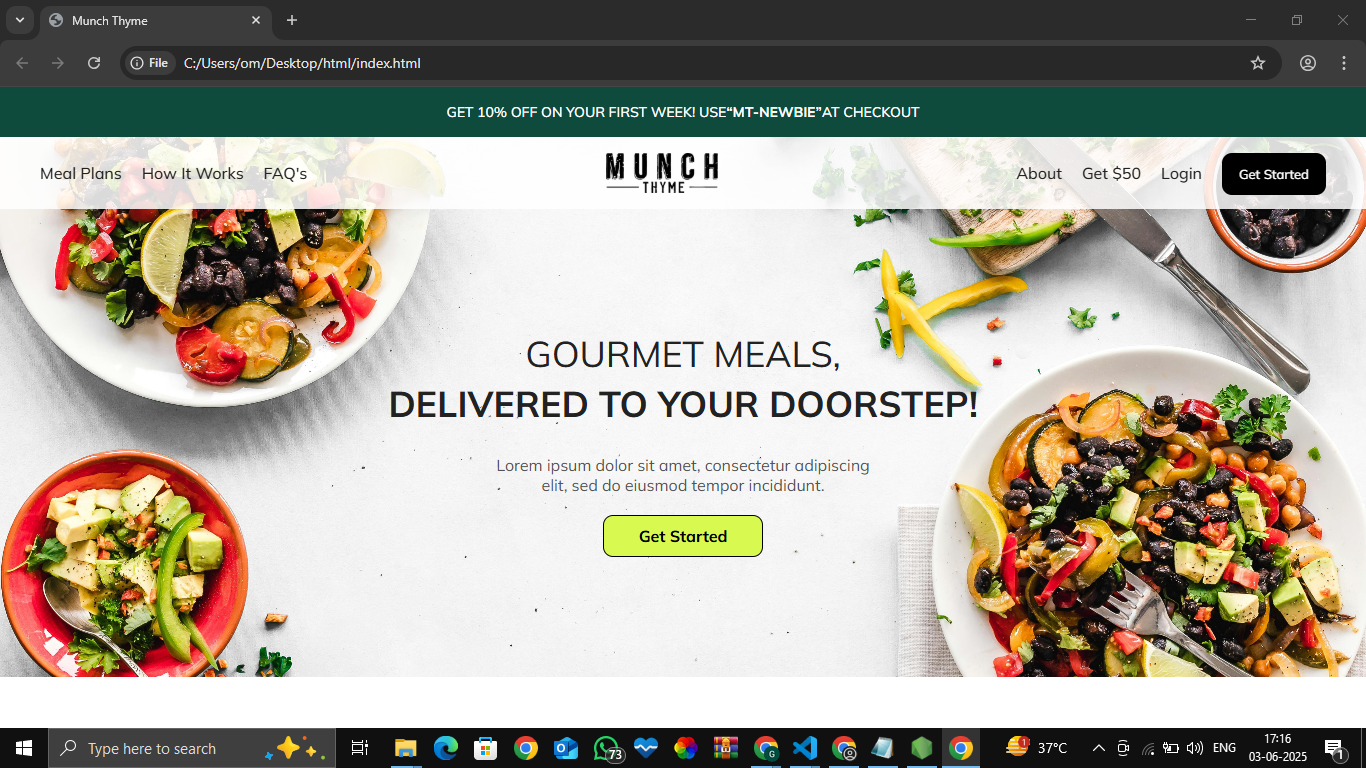 Munch Thyme
File
C:/Users/om/Desktop/html/index.html
GET 10% OFF ON YOUR FIRST WEEK! USE“MT-NEWBIE”AT CHECKOUT
Meal Plans
How It Works
FAQ's
MUNCH
THYME
About
Get $50
Login
Get Started
GOURMET MEALS,
DELIVERED TO YOUR DOORSTEP!
Lorem ipsum dolor sit amet, consectetur adipiscing
elit, sed do eiusmod tempor incididunt.
Get Started
Type here to search
73
G
1
37°C
ENG
17:16
03-06-2025
1